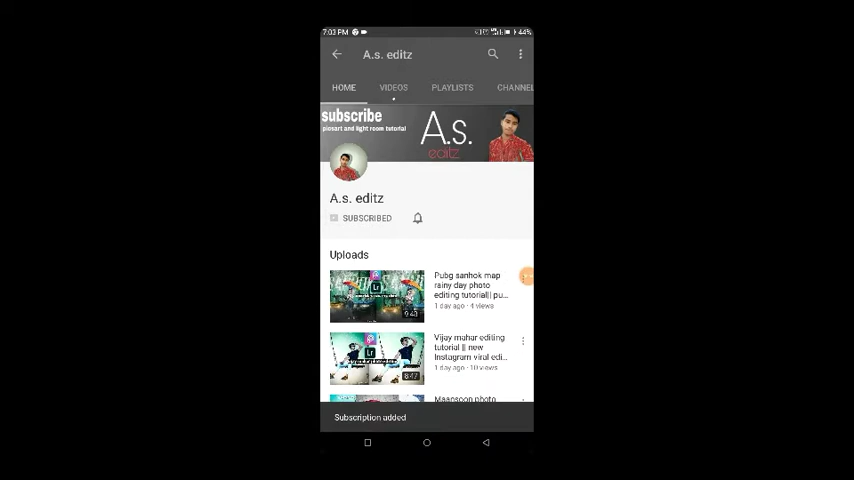 7:03 PM
44%
A.s. editz
HOME
VIDEOS
PLAYLISTS
CHANNEL
subscribe
picsart and light room tutorial
A.s.
editz
A.s. editz
SUBSCRIBED
Uploads
Pubg sanhok map
rainy day photo
editing tutorial|| pu...
1 day ago · 4 views
9:43
Vijay mahar editing
tutorial || new
Instagram viral edi...
1 day ago · 10 views
8:47
Maansoon photo
Subscription added